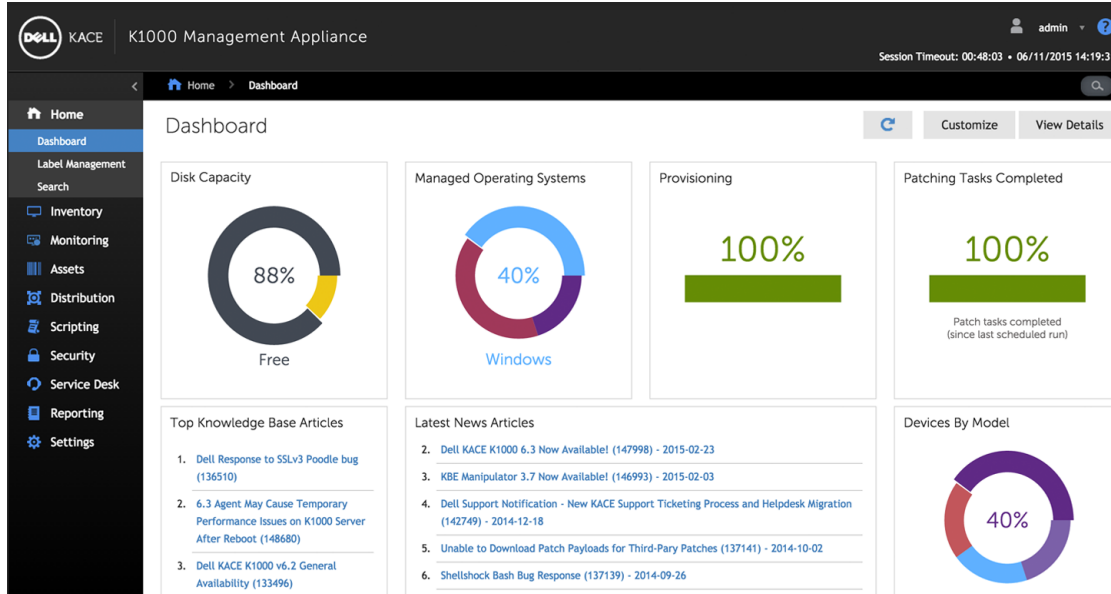 DELL KACE K1000 Management Appliance
admin ?
Session Timeout: 00:48:03 • 06/11/2015 14:19:3
Home > Dashboard
Home
Dashboard
Label Management
Search
Inventory
Monitoring
Assets
Distribution
Scripting
Security
Service Desk
Reporting
Settings
Dashboard
Customize
View Details
Disk Capacity
88%
Free
Managed Operating Systems
40%
Windows
Provisioning
100%
Patching Tasks Completed
100%
Patch tasks completed
(since last scheduled run)
Top Knowledge Base Articles
1. Dell Response to SSLv3 Poodle bug
(136510)
2. 6.3 Agent May Cause Temporary
Performance Issues on K1000 Server
After Reboot (148680)
3. Dell KACE K1000 v6.2 General
Availability (133496)
Latest News Articles
2. Dell KACE K1000 6.3 Now Available! (147998) - 2015-02-23
3. KBE Manipulator 3.7 Now Available! (146993) - 2015-02-03
4. Dell Support Notification - New KACE Support Ticketing Process and Helpdesk Migration
(142749) - 2014-12-18
5. Unable to Download Patch Payloads for Third-Pary Patches (137141) - 2014-10-02
6. Shellshock Bash Bug Response (137139) - 2014-09-26
Devices By Model
40%